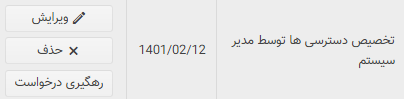 تخصیص دسترسی ها توسط مدیر
سیستم
1401/02/12
ویرایش
حذف
رهگیری درخواست